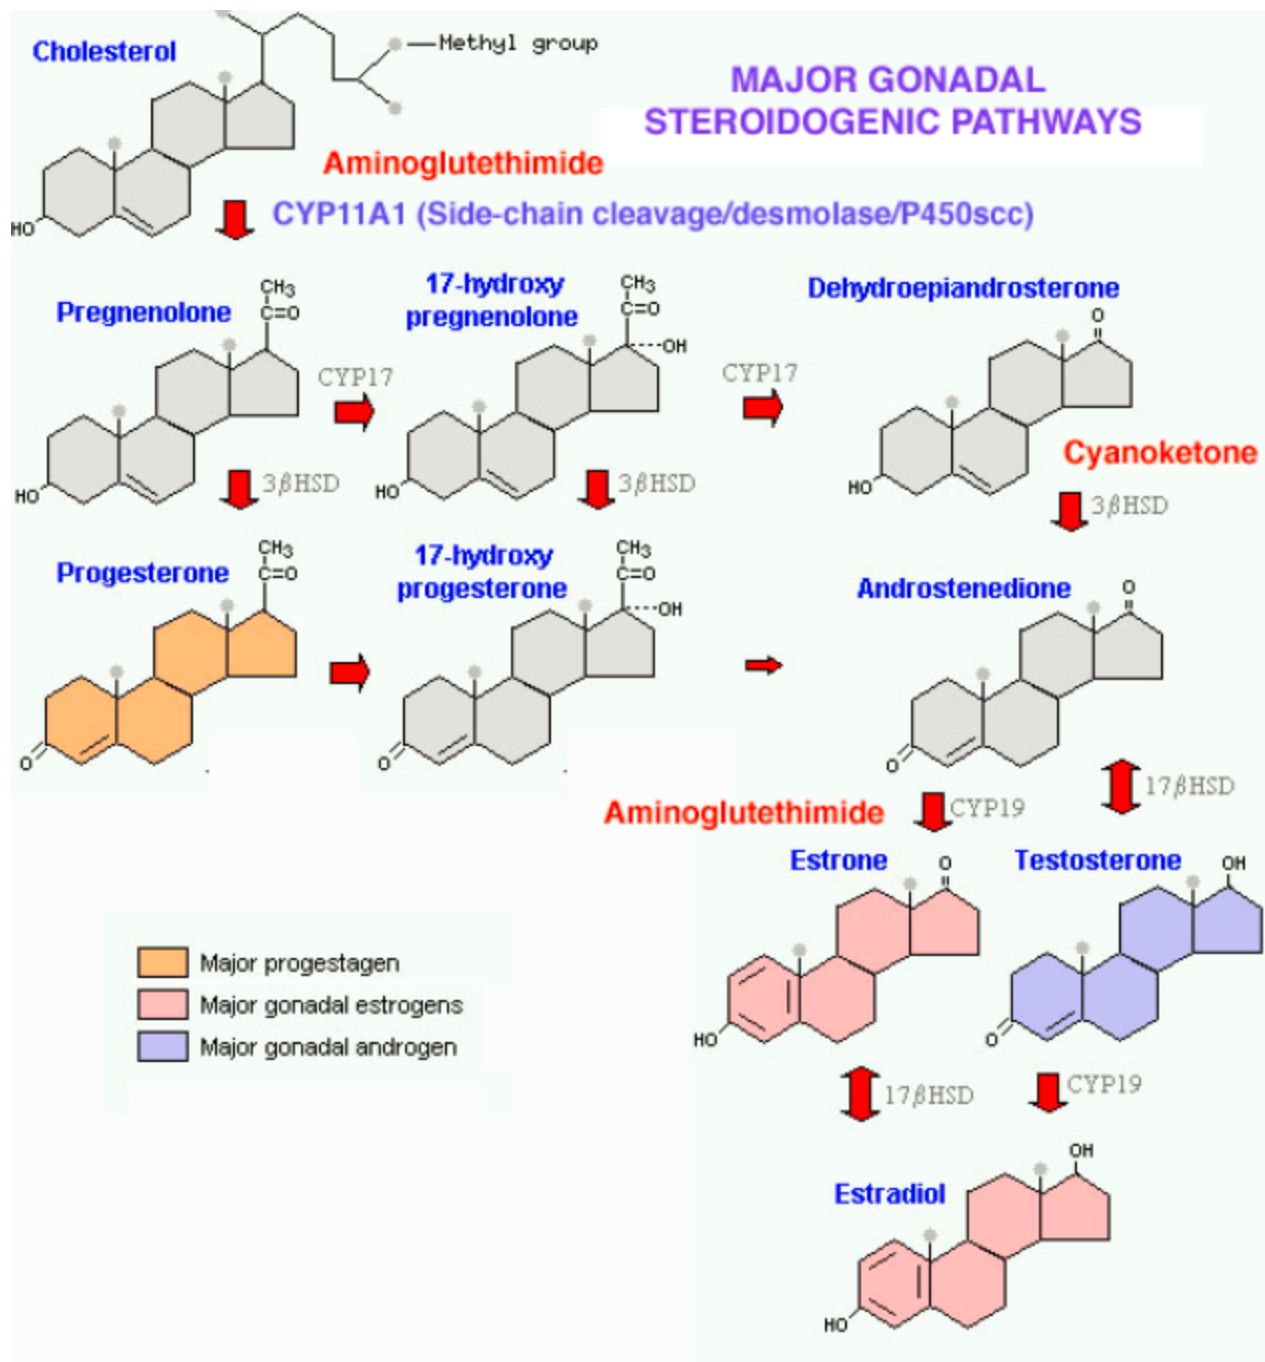 Cholesterol
Methyl group
MAJOR GONADAL
STEROIDOGENIC PATHWAYS
Aminoglutethimide
HO
CYP11A1 (Side-chain cleavage/desmolase/P450scc)
Pregnenolone
CH3
C=O
HO
17-hydroxy
pregnenolone
CH3
C=O
OH
HO
Dehydroepiandrosterone
O
HO
CYP17
CYP17
Cyanoketone
3βHSD
3βHSD
3βHSD
Progesterone
CH3
C=O
O
17-hydroxy
progesterone
CH3
C=O
OH
O
Androstenedione
O
O
Aminoglutethimide
CYP19
17βHSD
Estrone
O
HO
Testosterone
OH
O
Major progestagen
Major gonadal estrogens
Major gonadal androgen
17βHSD
CYP19
Estradiol
OH
HO